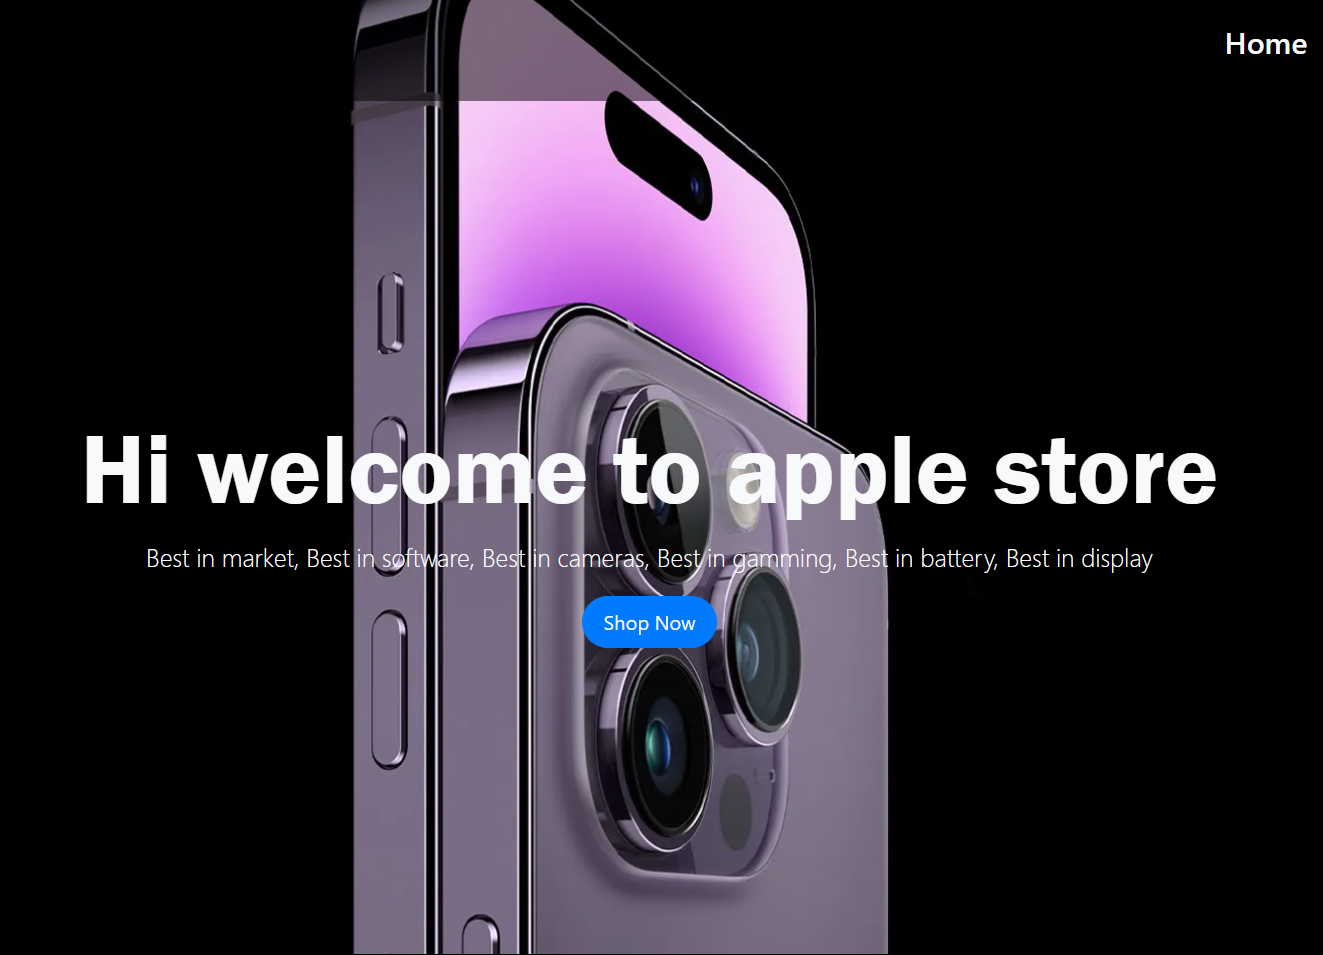 Home
Hi welcome to apple store
Best in market, Best in software, Best in cameras, Best in gamming, Best in battery, Best in display
Shop Now